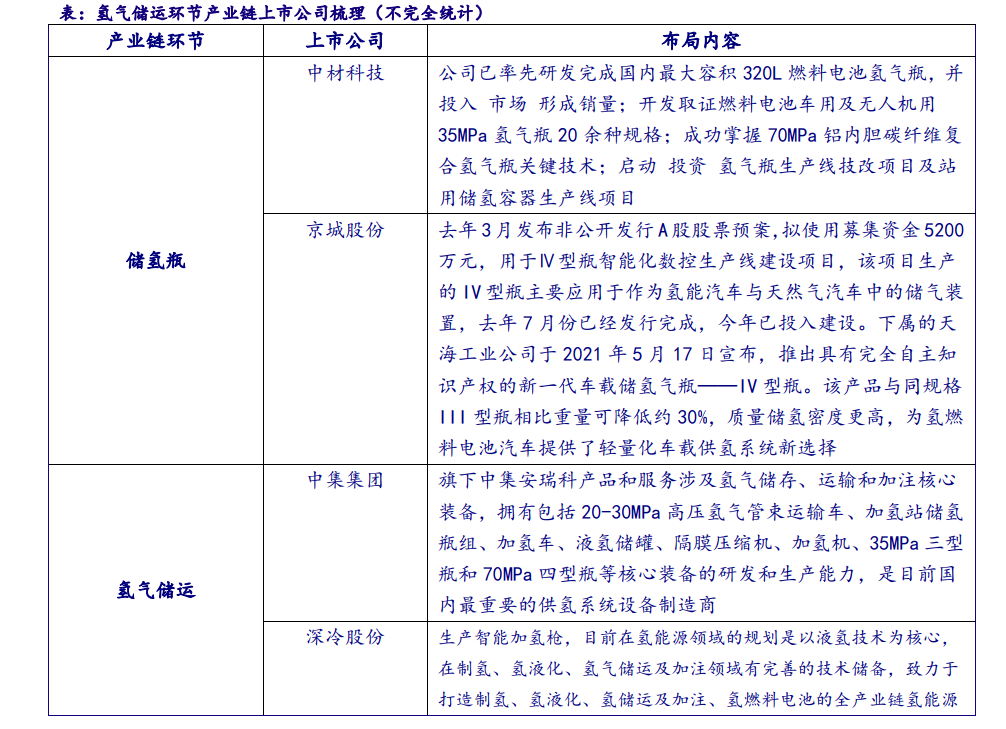 表：氢气储运环节产业链上市公司梳理（不完全统计）
产业链环节 上市公司 布局内容
储氢瓶
中材科技
公司已率先研发完成国内最大容积 320L 燃料电池氢气瓶，并
投入 市场 形成销量；开发取证燃料电池车用及无人机用
35MPa 氢气瓶 20 余种规格；成功掌握 70MPa 铝内胆碳纤维复
合氢气瓶关键技术；启动 投资 氢气瓶生产线技改项目及站
用储氢容器生产线项目
京城股份
去年 3 月发布非公开发行 A 股股票预案，拟使用募集资金 5200
万元，用于Ⅳ型瓶智能化数控生产线建设项目，该项目生产
的 IV 型瓶主要应用于作为氢能汽车与天然气汽车中的储气装
置，去年 7 月份已经发行完成，今年已投入建设。下属的天
海工业公司于 2021 年 5 月 17 日宣布，推出具有完全自主知
识产权的新一代车载储氢气瓶——IV 型瓶。该产品与同规格
III 型瓶相比重量可降低约 30%，质量储氢密度更高，为氢燃
料电池汽车提供了轻量化车载供氢系统新选择
氢气储运
中集集团
旗下中集安瑞科产品和服务涉及氢气储存、运输和加注核心
装备，拥有包括 20-30MPa 高压氢气管束运输车、加氢站储氢
瓶组、加氢车、液氢储罐、隔膜压缩机、加氢机、35MPa 三型
瓶和 70MPa 四型瓶等核心装备的研发和生产能力，是目前国
内最重要的供氢系统设备制造商
深冷股份
生产智能加氢枪，目前在氢能源领域的规划是以液氢技术为核心，
在制氢、氢液化、氢气储运及加注领域有完善的技术储备，致力于
打造制氢、氢液化、氢储运及加注、氢燃料电池的全产业链氢能源